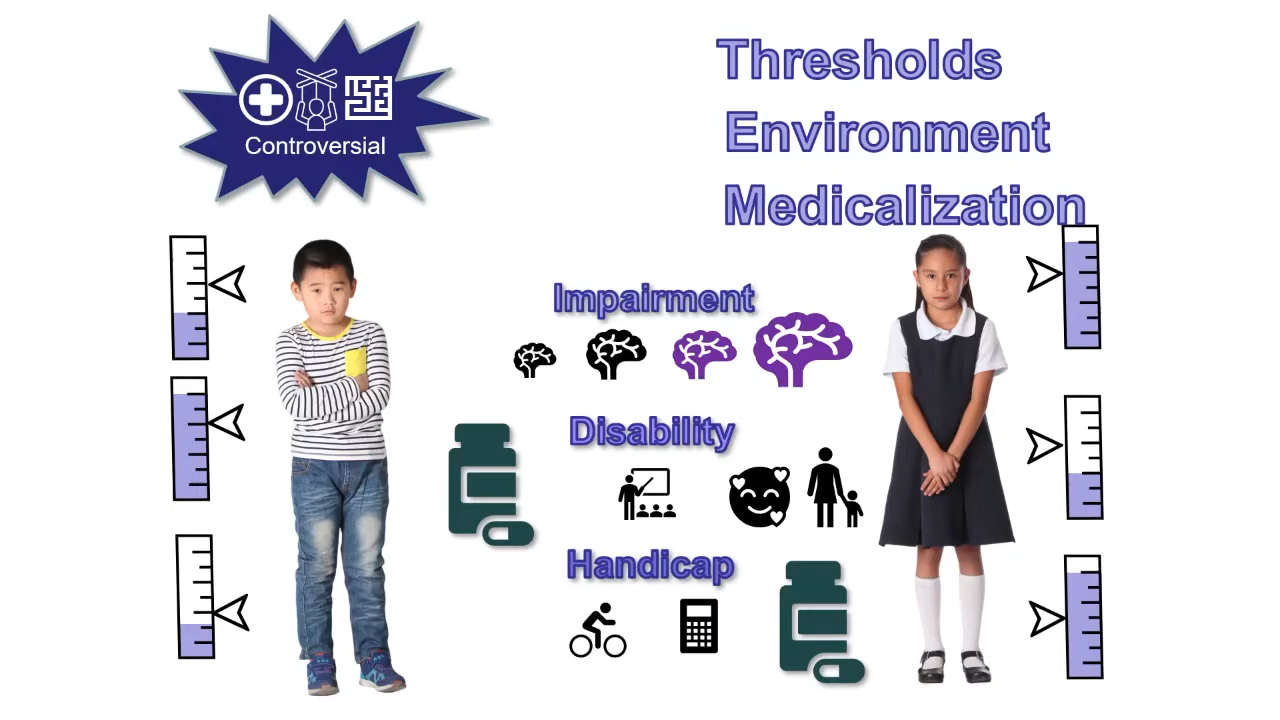 Controversial
Thresholds
Environment
Medicalization
Impairment
Disability
Handicap